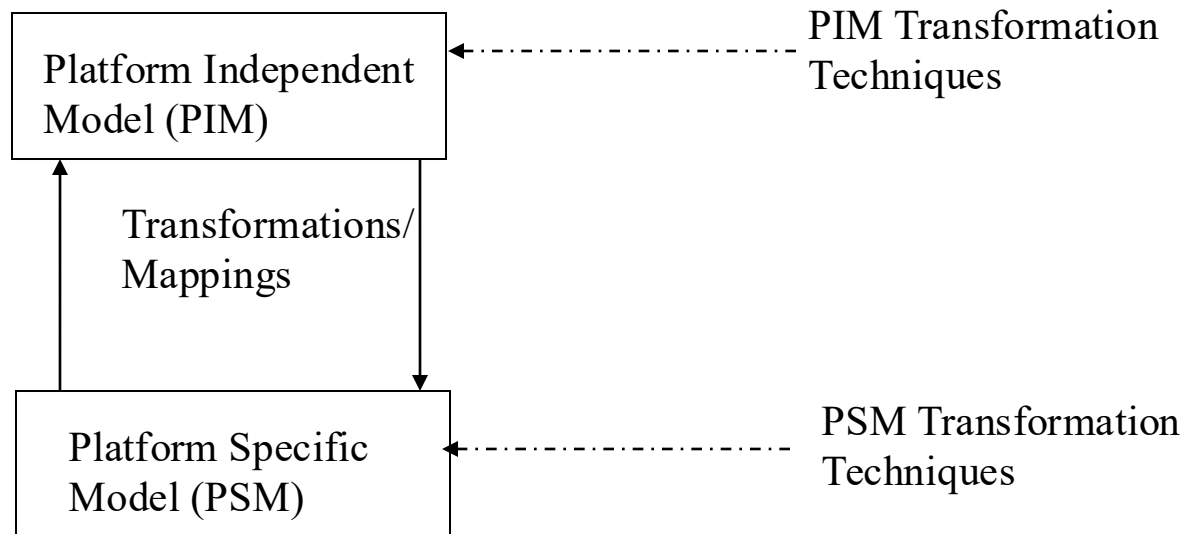 Platform Independent
Model (PIM)
PIM Transformation
Techniques
Transformations/
Mappings
Platform Specific
Model (PSM)
PSM Transformation
Techniques